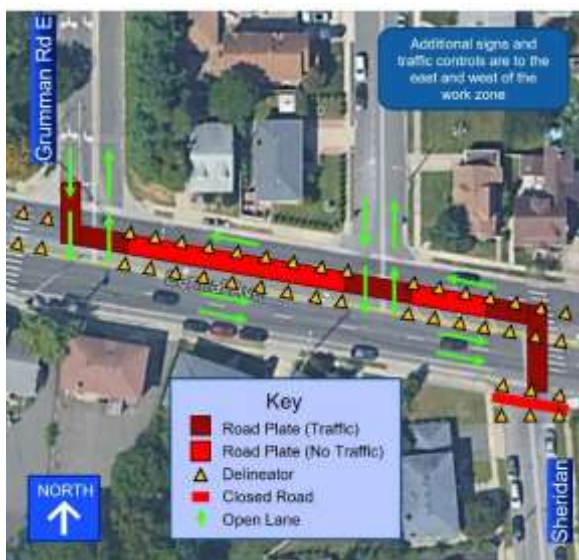 Grumman Rd E
Additional signs and
traffic controls are to the
east and west of the
work zone
Key
Road Plate (Traffic)
Road Plate (No Traffic)
Delineator
Closed Road
Open Lane
NORTH
Sheridan